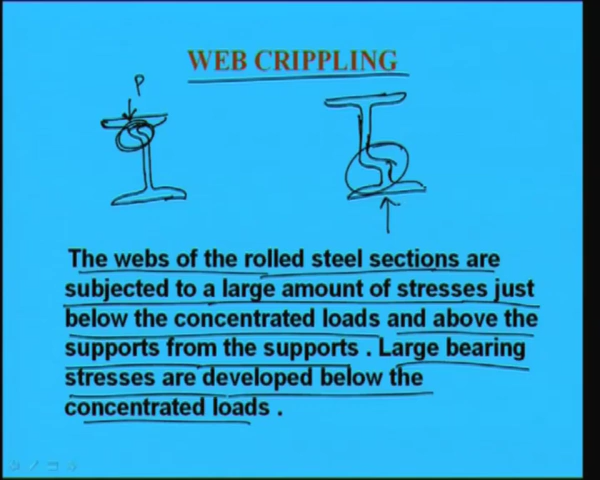 WEB CRIPPLING
P
The webs of the rolled steel sections are
subjected to a large amount of stresses just
below the concentrated loads and above the
supports from the supports . Large bearing
stresses are developed below the
concentrated loads .